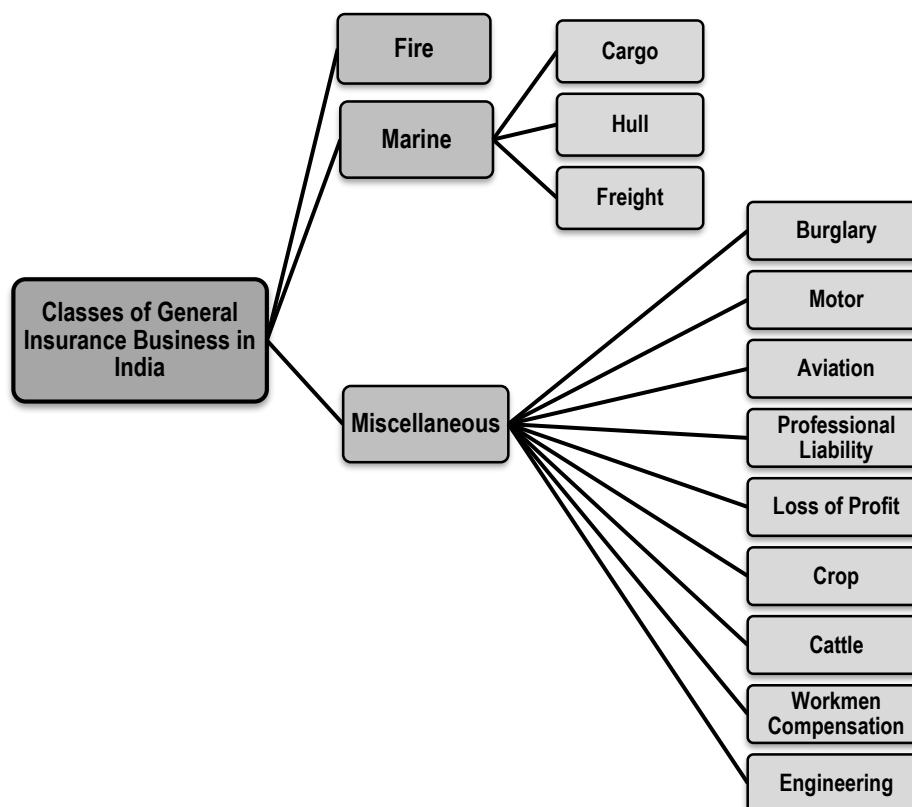 Classes of General
Insurance Business in
India
Fire
Marine
Cargo
Hull
Freight
Miscellaneous
Burglary
Motor
Aviation
Professional
Liability
Loss of Profit
Crop
Cattle
Workmen
Compensation
Engineering